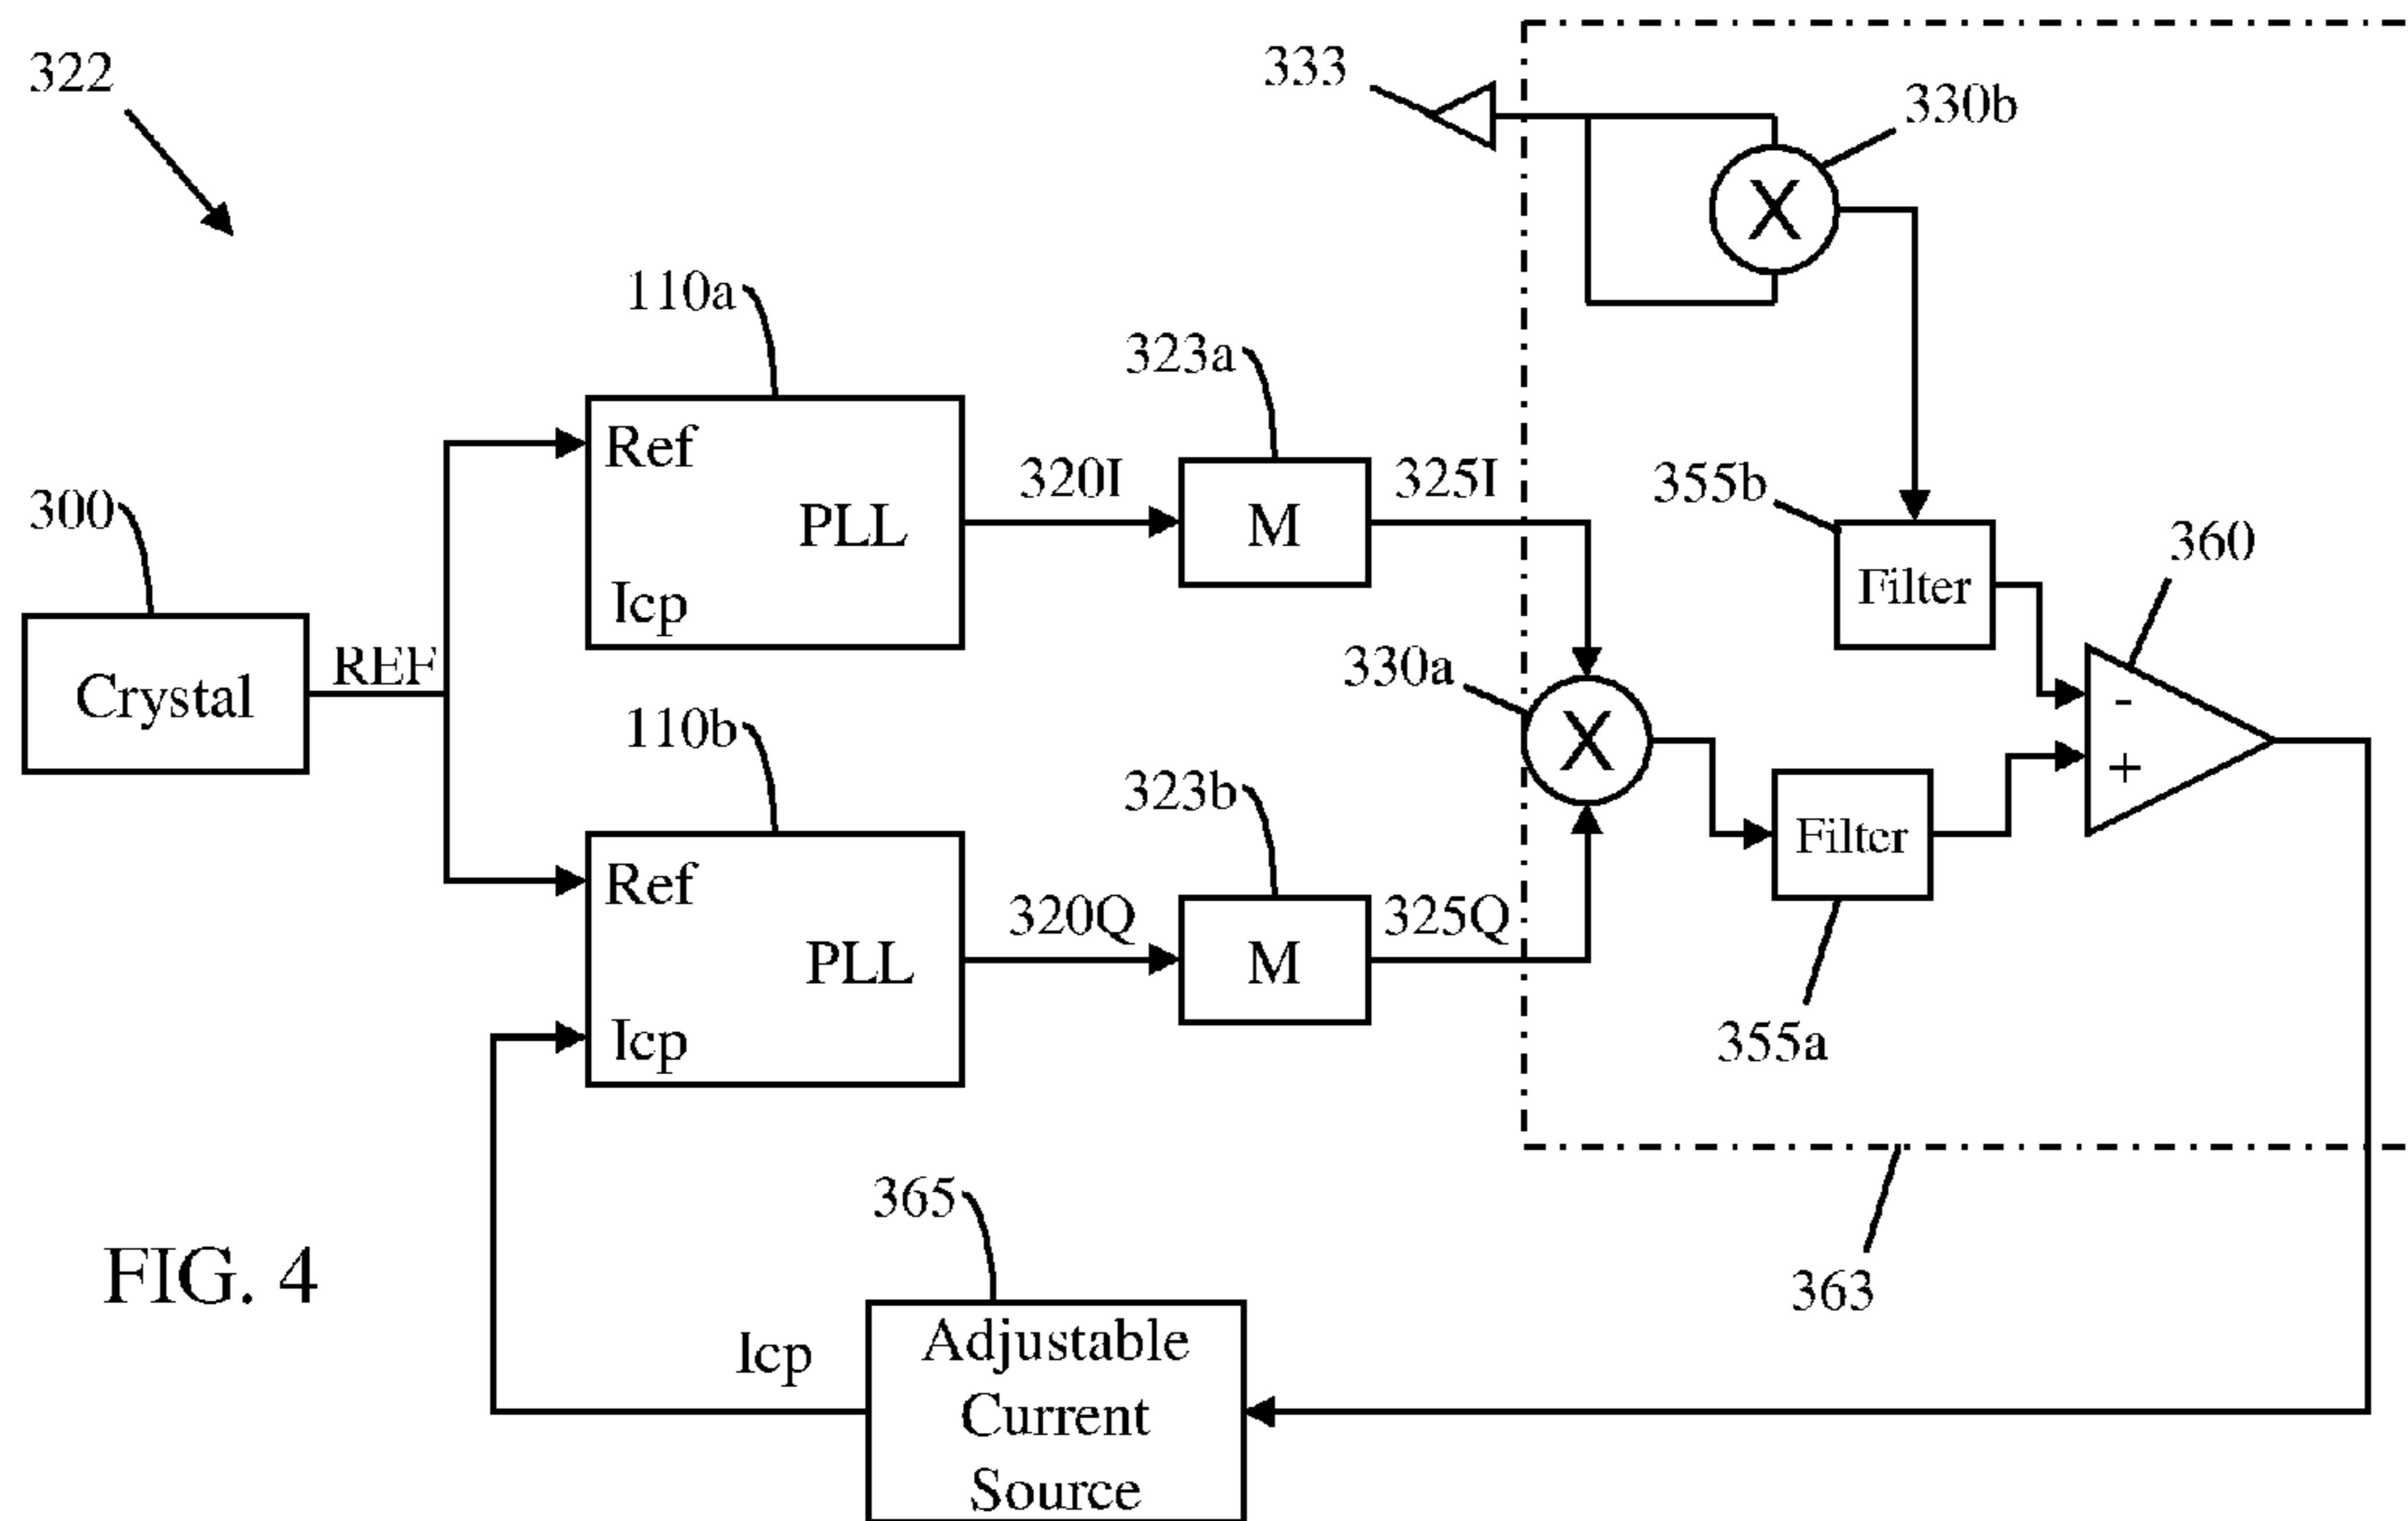 322
333
330b
110a
323a
Ref
320I
325I
355b
360
300
PLL
M
Filter
Icp
330a
REF
Crystal
-
X
X
110b
+
323b
Filter
Ref
320Q
325Q
PLL
M
Icp
355a
365
363
FIG. 4
Icp
Adjustable
Current
Source